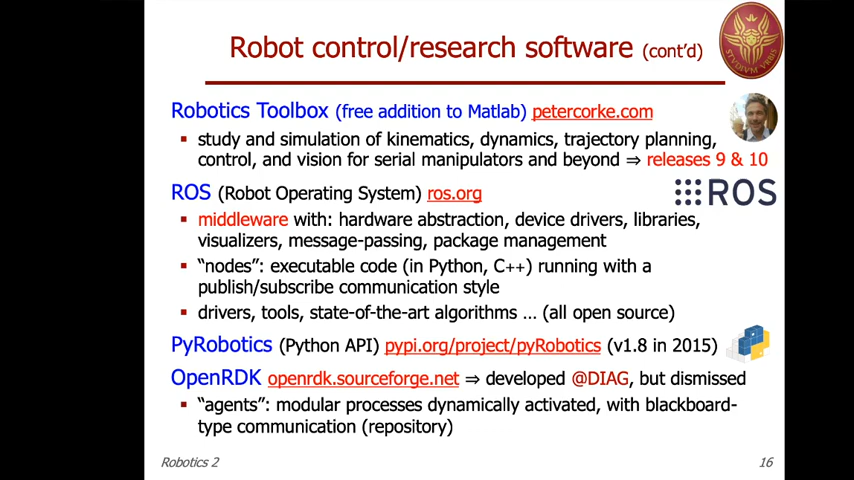 Robot control/research software (cont’d)
STVDIVM VRBIS
Robotics Toolbox (free addition to Matlab) petercorke.com
▪ study and simulation of kinematics, dynamics, trajectory planning,
control, and vision for serial manipulators and beyond ⇒ releases 9 & 10
ROS (Robot Operating System) ros.org
ROS
▪ middleware with: hardware abstraction, device drivers, libraries,
visualizers, message-passing, package management
▪ “nodes”: executable code (in Python, C++) running with a
publish/subscribe communication style
▪ drivers, tools, state-of-the-art algorithms … (all open source)
PyRobotics (Python API) pypi.org/project/pyRobotics (v1.8 in 2015)
OpenRDK openrdk.sourceforge.net ⇒ developed @DIAG, but dismissed
▪ “agents”: modular processes dynamically activated, with blackboard-
type communication (repository)
Robotics 2
16